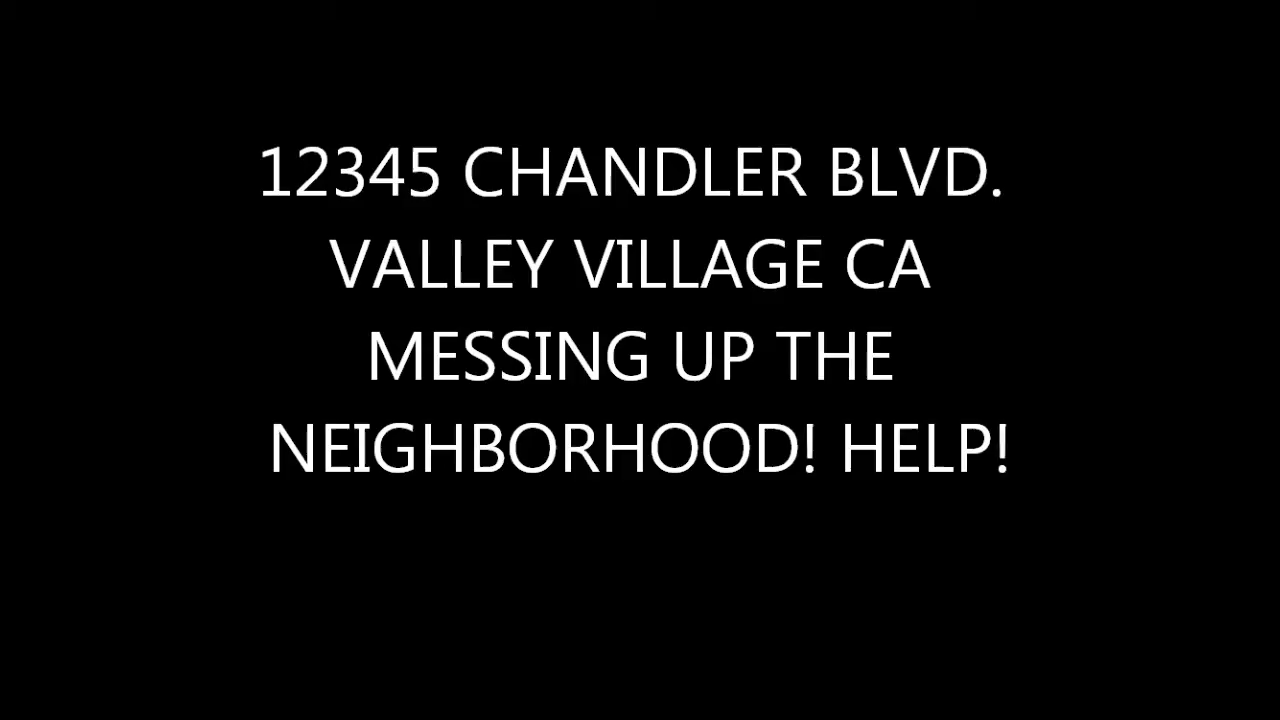 12345 CHANDLER BLVD.
VALLEY VILLAGE CA
MESSING UP THE
NEIGHBORHOOD! HELP!